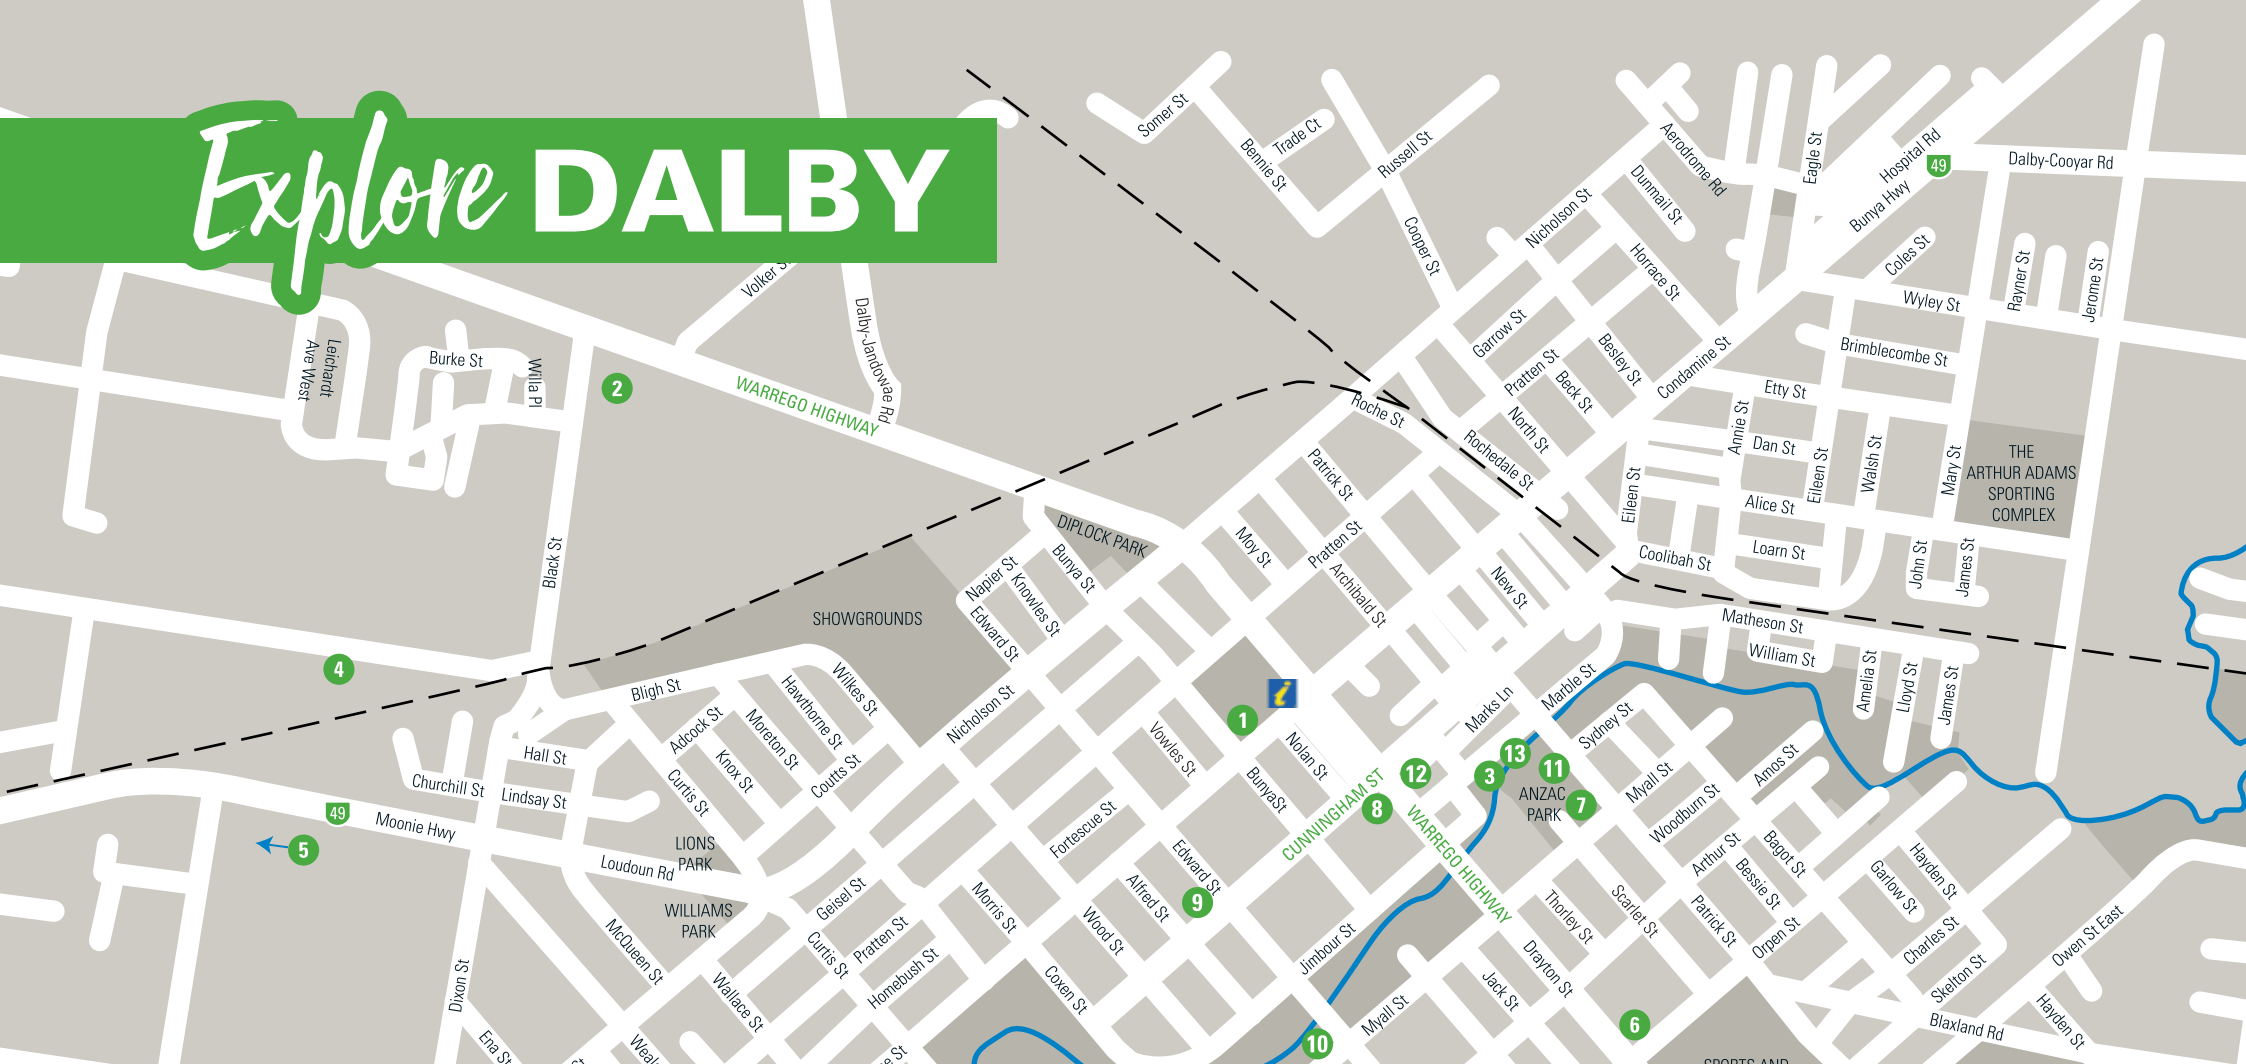 Explore DALBY
Somer St
Bennie St
Trade Ct
Russell St
Cooper St
Nicholson St
Aerodrome Rd
Dunmail St
Horrace St
Eagle St
Hospital Rd
49
Bunya Hwy
Dalby-Cooyar Rd
Coles St
Wyley St
Rayner St
Jerome St
Brimblecombe St
Volker
Dalby-Jandowae Rd
WARREGO HIGHWAY
Leichardt
Ave West
Burke St
Willa Pl
2
Garrow St
Pratten St
Besley St
Beck St
North St
Condamine St
Roche St
Rochedale St
Etty St
Annie St
Dan St
Eileen St
Eileen St
Walsh St
Mary St
Alice St
Loarn St
Coolibah St
John St
James St
THE
ARTHUR ADAMS
SPORTING
COMPLEX
Patrick St
Moy St
Pratten St
Archibald St
New St
DIPLOCK PARK
Bunya St
Napier St
Knowles St
Edward St
Black St
SHOWGROUNDS
4
Bligh St
Wilkes St
Hawthorne St
Adcock St
Moreton St
Knox St
Coutts St
Curtis St
Nicholson St
Matheson St
William St
Amelia St
Lloyd St
James St
Marble St
Marks Ln
Sydney St
i
1
Vowles St
Nolan St
Bunya St
Hall St
Churchill St
Lindsay St
49
Moonie Hwy
5
Loudoun Rd
LIONS
PARK
WILLIAMS
PARK
McQueen St
Dixon St
Ena St
Geisel St
Pratten St
Curtis St
Homebush St
Wallace St
Morris St
Fortescue St
Edward St
Alfred St
Wood St
Coxen St
9
CUNNINGHAM ST
12
8
WARREGO HIGHWAY
3
13
11
7
ANZAC
PARK
Myall St
Woodburn St
Amos St
Arthur St
Bagot St
Bessie St
Patrick St
Orpen St
Scarlet St
Thorley St
Drayton St
Jack St
Myall St
Jimbour St
10
6
Hayden St
Garlow St
Charles St
Skelton St
Owen St East
Hayden St
Blaxland Rd
SPORTS AND